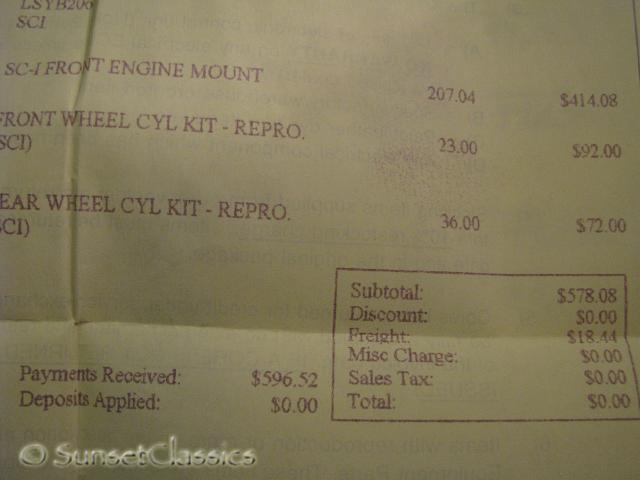 LSYB206
SCI
SC-I FRONT ENGINE MOUNT
207.04 $414.08
FRONT WHEEL CYL KIT - REPRO.
SCI)
23.00 $92.00
EAR WHEEL CYL KIT - REPRO.
SCI)
36.00 $72.00
Subtotal: $578.08
Discount: $0.00
Freight: $18.44
Misc Charge: $0.00
Sales Tax: $0.00
Total: $0.00
Payments Received: $596.52
Deposits Applied: $0.00
© SunsetClassics